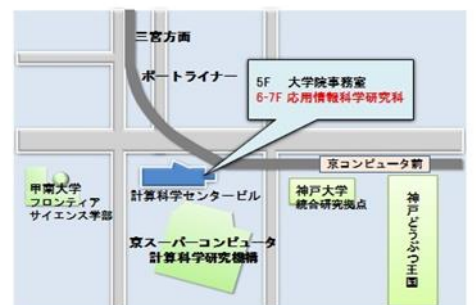 三宮方面
ポートライナー
5F 大学院事務室
6-7F 応用情報科学研究科
京コンピュータ前
甲南大学
フロンティア
サイエンス学部
計算科学センタービル
神戸大学
統合研究拠点
神戸どうぶつ王国
京スーパーコンピュータ
計算科学研究機構